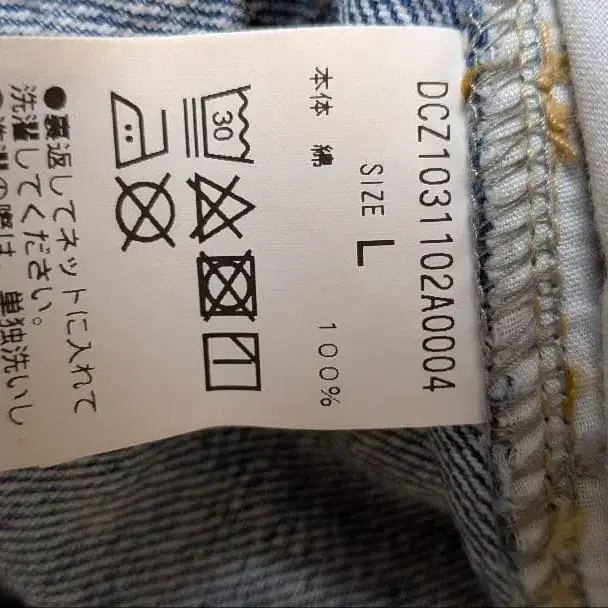 DCZ1031102A0004
SIZE L
本体 綿 100%
30
●裏返してネットに入れて
洗濯してください。
単独洗いし